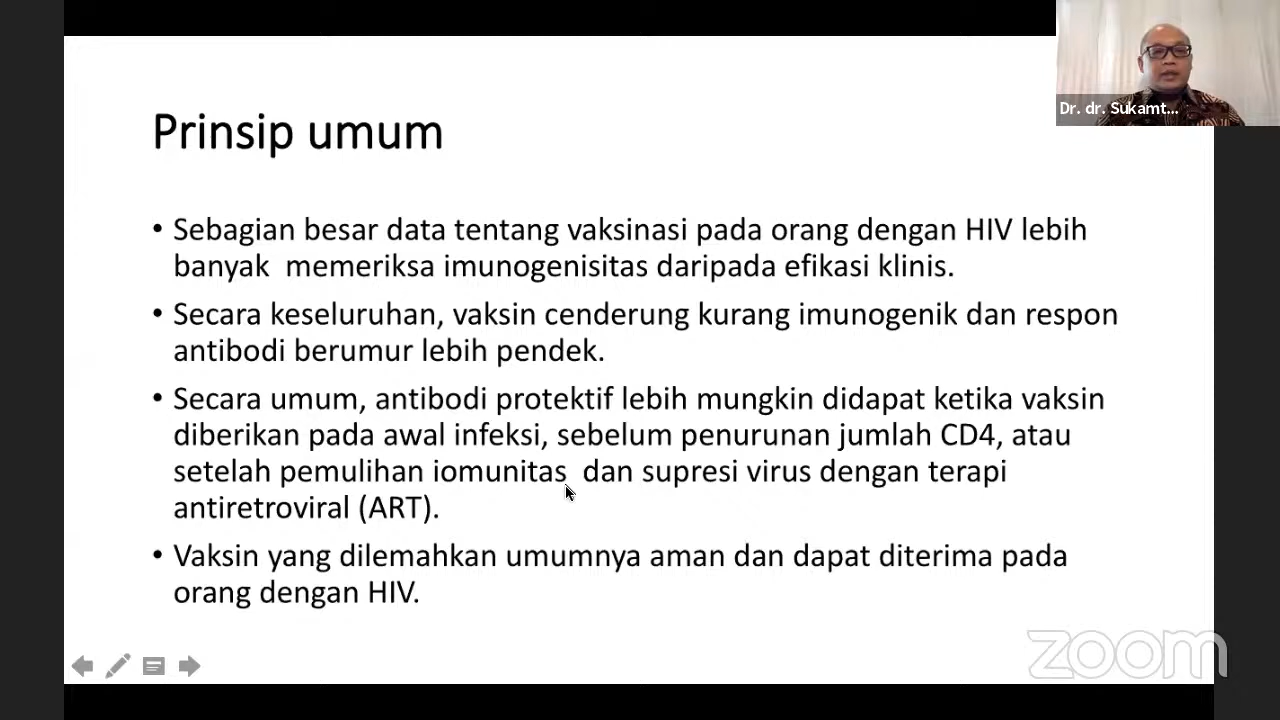 Dr. dr. Sukamt...
Prinsip umum
• Sebagian besar data tentang vaksinasi pada orang dengan HIV lebih
banyak  memeriksa imunogenisitas daripada efikasi klinis.
• Secara keseluruhan, vaksin cenderung kurang imunogenik dan respon
antibodi berumur lebih pendek.
• Secara umum, antibodi protektif lebih mungkin didapat ketika vaksin
diberikan pada awal infeksi, sebelum penurunan jumlah CD4, atau
setelah pemulihan iomunitas  dan supresi virus dengan terapi
antiretroviral (ART).
• Vaksin yang dilemahkan umumnya aman dan dapat diterima pada
orang dengan HIV.
zoom